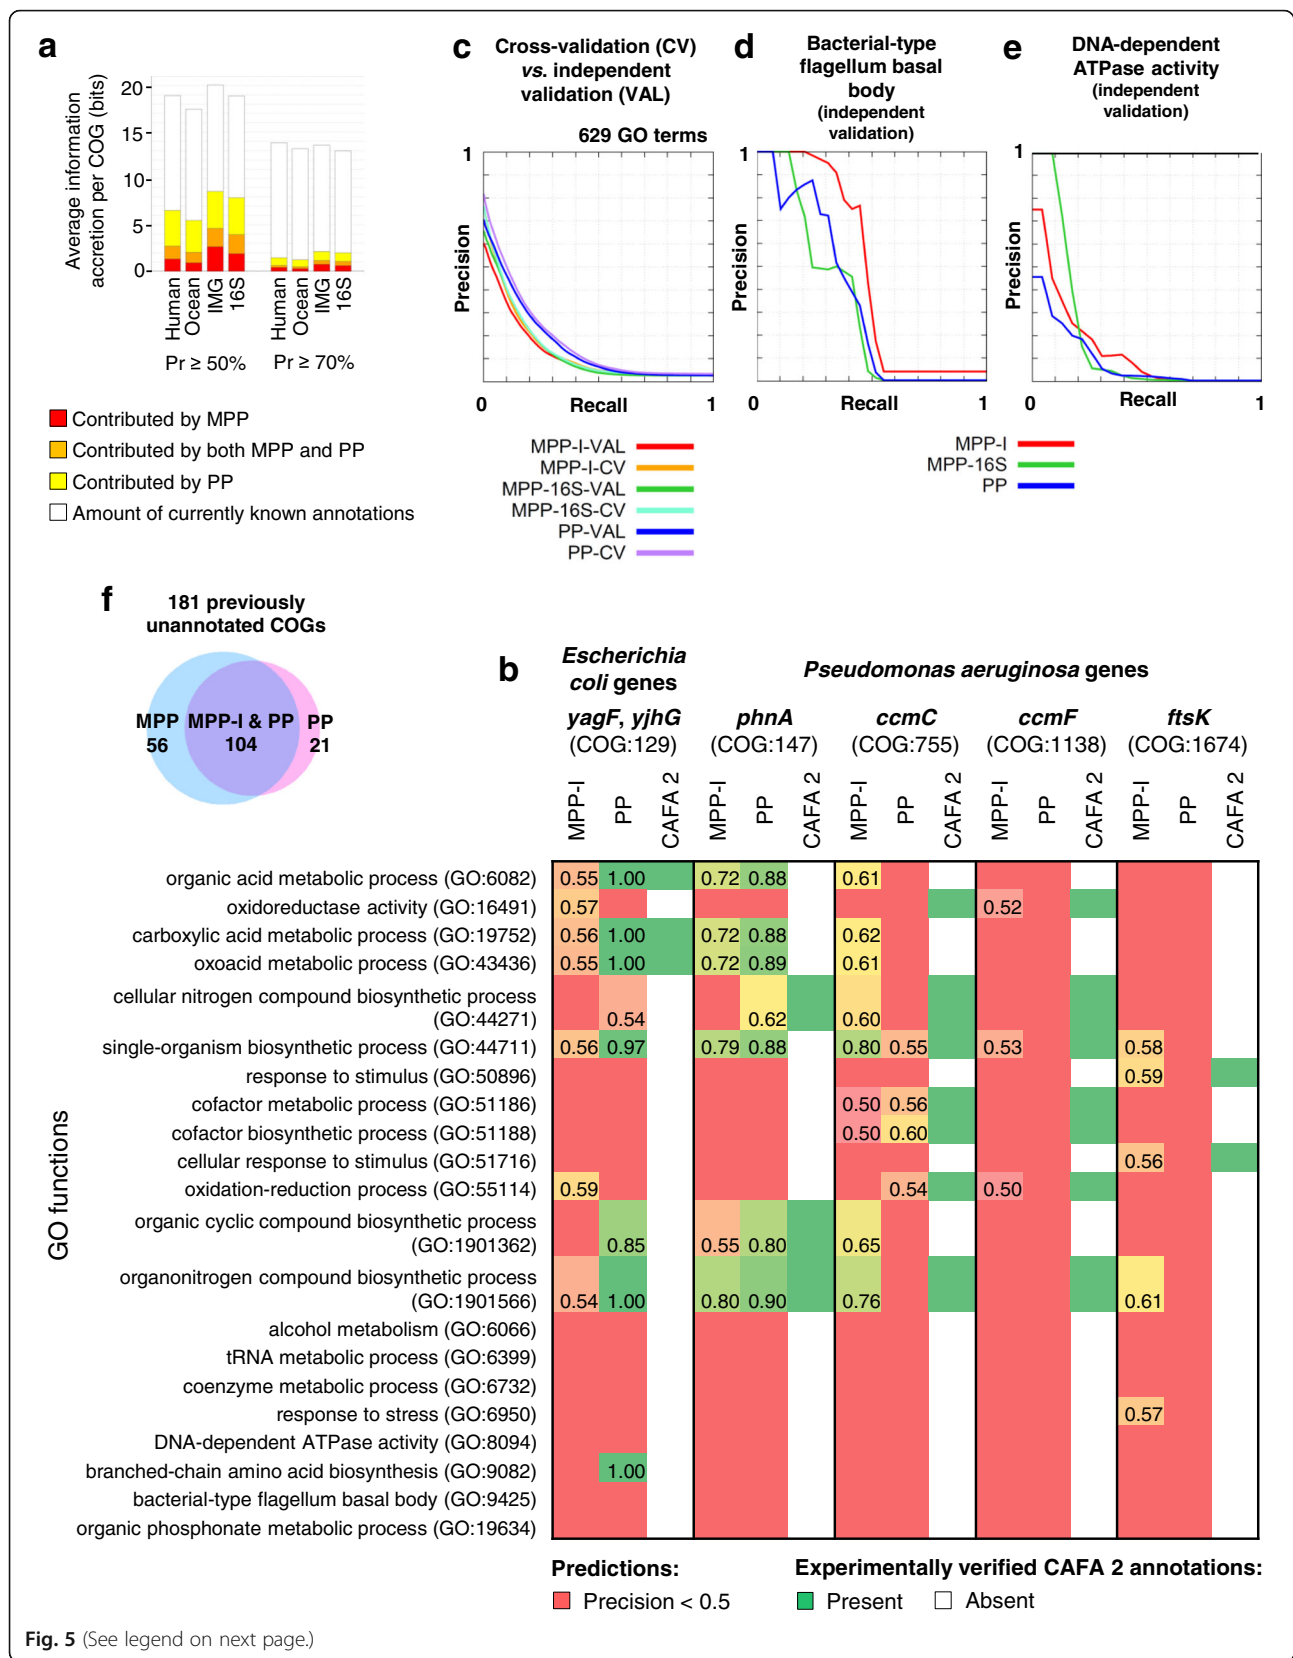 a
Average information
accretion per COG (bits)
20
15
10
5
0
Human
Ocean
IMG
16S
Human
Ocean
IMG
16S
Pr ≥ 50%
Pr ≥ 70%
Contributed by MPP
Contributed by both MPP and PP
Contributed by PP
Amount of currently known annotations
c
Cross-validation (CV)
vs. independent
validation (VAL)
629 GO terms
1
Precision
0
Recall
1
MPP-I-VAL
MPP-I-CV
MPP-16S-VAL
MPP-16S-CV
PP-VAL
PP-CV
d
Bacterial-type
flagellum basal
body
(independent
validation)
1
Precision
0
Recall
1
e
DNA-dependent
ATPase activity
(independent
validation)
1
Precision
0
Recall
1
MPP-I
MPP-16S
PP
f
181 previously
unannotated COGs
MPP
56
MPP-I & PP
104
PP
21
b
Escherichia
coli genes
Pseudomonas aeruginosa genes
yagF, yjhG
(COG:129)
phnA
(COG:147)
ccmC
(COG:755)
ccmF
(COG:1138)
ftsK
(COG:1674)
MPP-I PP CAFA 2 MPP-I PP CAFA 2 MPP-I PP CAFA 2 MPP-I PP CAFA 2 MPP-I PP CAFA 2
GO functions
organic acid metabolic process (GO:6082) 0.55 1.00 0.72 0.88 0.61
oxidoreductase activity (GO:16491) 0.57 0.52
carboxylic acid metabolic process (GO:19752) 0.56 1.00 0.72 0.88 0.62
oxoacid metabolic process (GO:43436) 0.55 1.00 0.72 0.89 0.61
cellular nitrogen compound biosynthetic process
(GO:44271) 0.54 0.62 0.60
single-organism biosynthetic process (GO:44711) 0.56 0.97 0.79 0.88 0.80 0.55 0.53 0.58
response to stimulus (GO:50896) 0.59
cofactor metabolic process (GO:51186) 0.50 0.56
cofactor biosynthetic process (GO:51188) 0.50 0.60
cellular response to stimulus (GO:51716) 0.56
oxidation-reduction process (GO:55114) 0.59 0.54 0.50
organic cyclic compound biosynthetic process
(GO:1901362) 0.85 0.55 0.80 0.65
organonitrogen compound biosynthetic process
(GO:1901566) 0.54 1.00 0.80 0.90 0.76 0.61
alcohol metabolism (GO:6066)
tRNA metabolic process (GO:6399)
coenzyme metabolic process (GO:6732)
response to stress (GO:6950) 0.57
DNA-dependent ATPase activity (GO:8094)
branched-chain amino acid biosynthesis (GO:9082) 1.00
bacterial-type flagellum basal body (GO:9425)
organic phosphonate metabolic process (GO:19634)
Predictions:
Precision < 0.5
Experimentally verified CAFA 2 annotations:
Present
Absent
Fig. 5 (See legend on next page.)